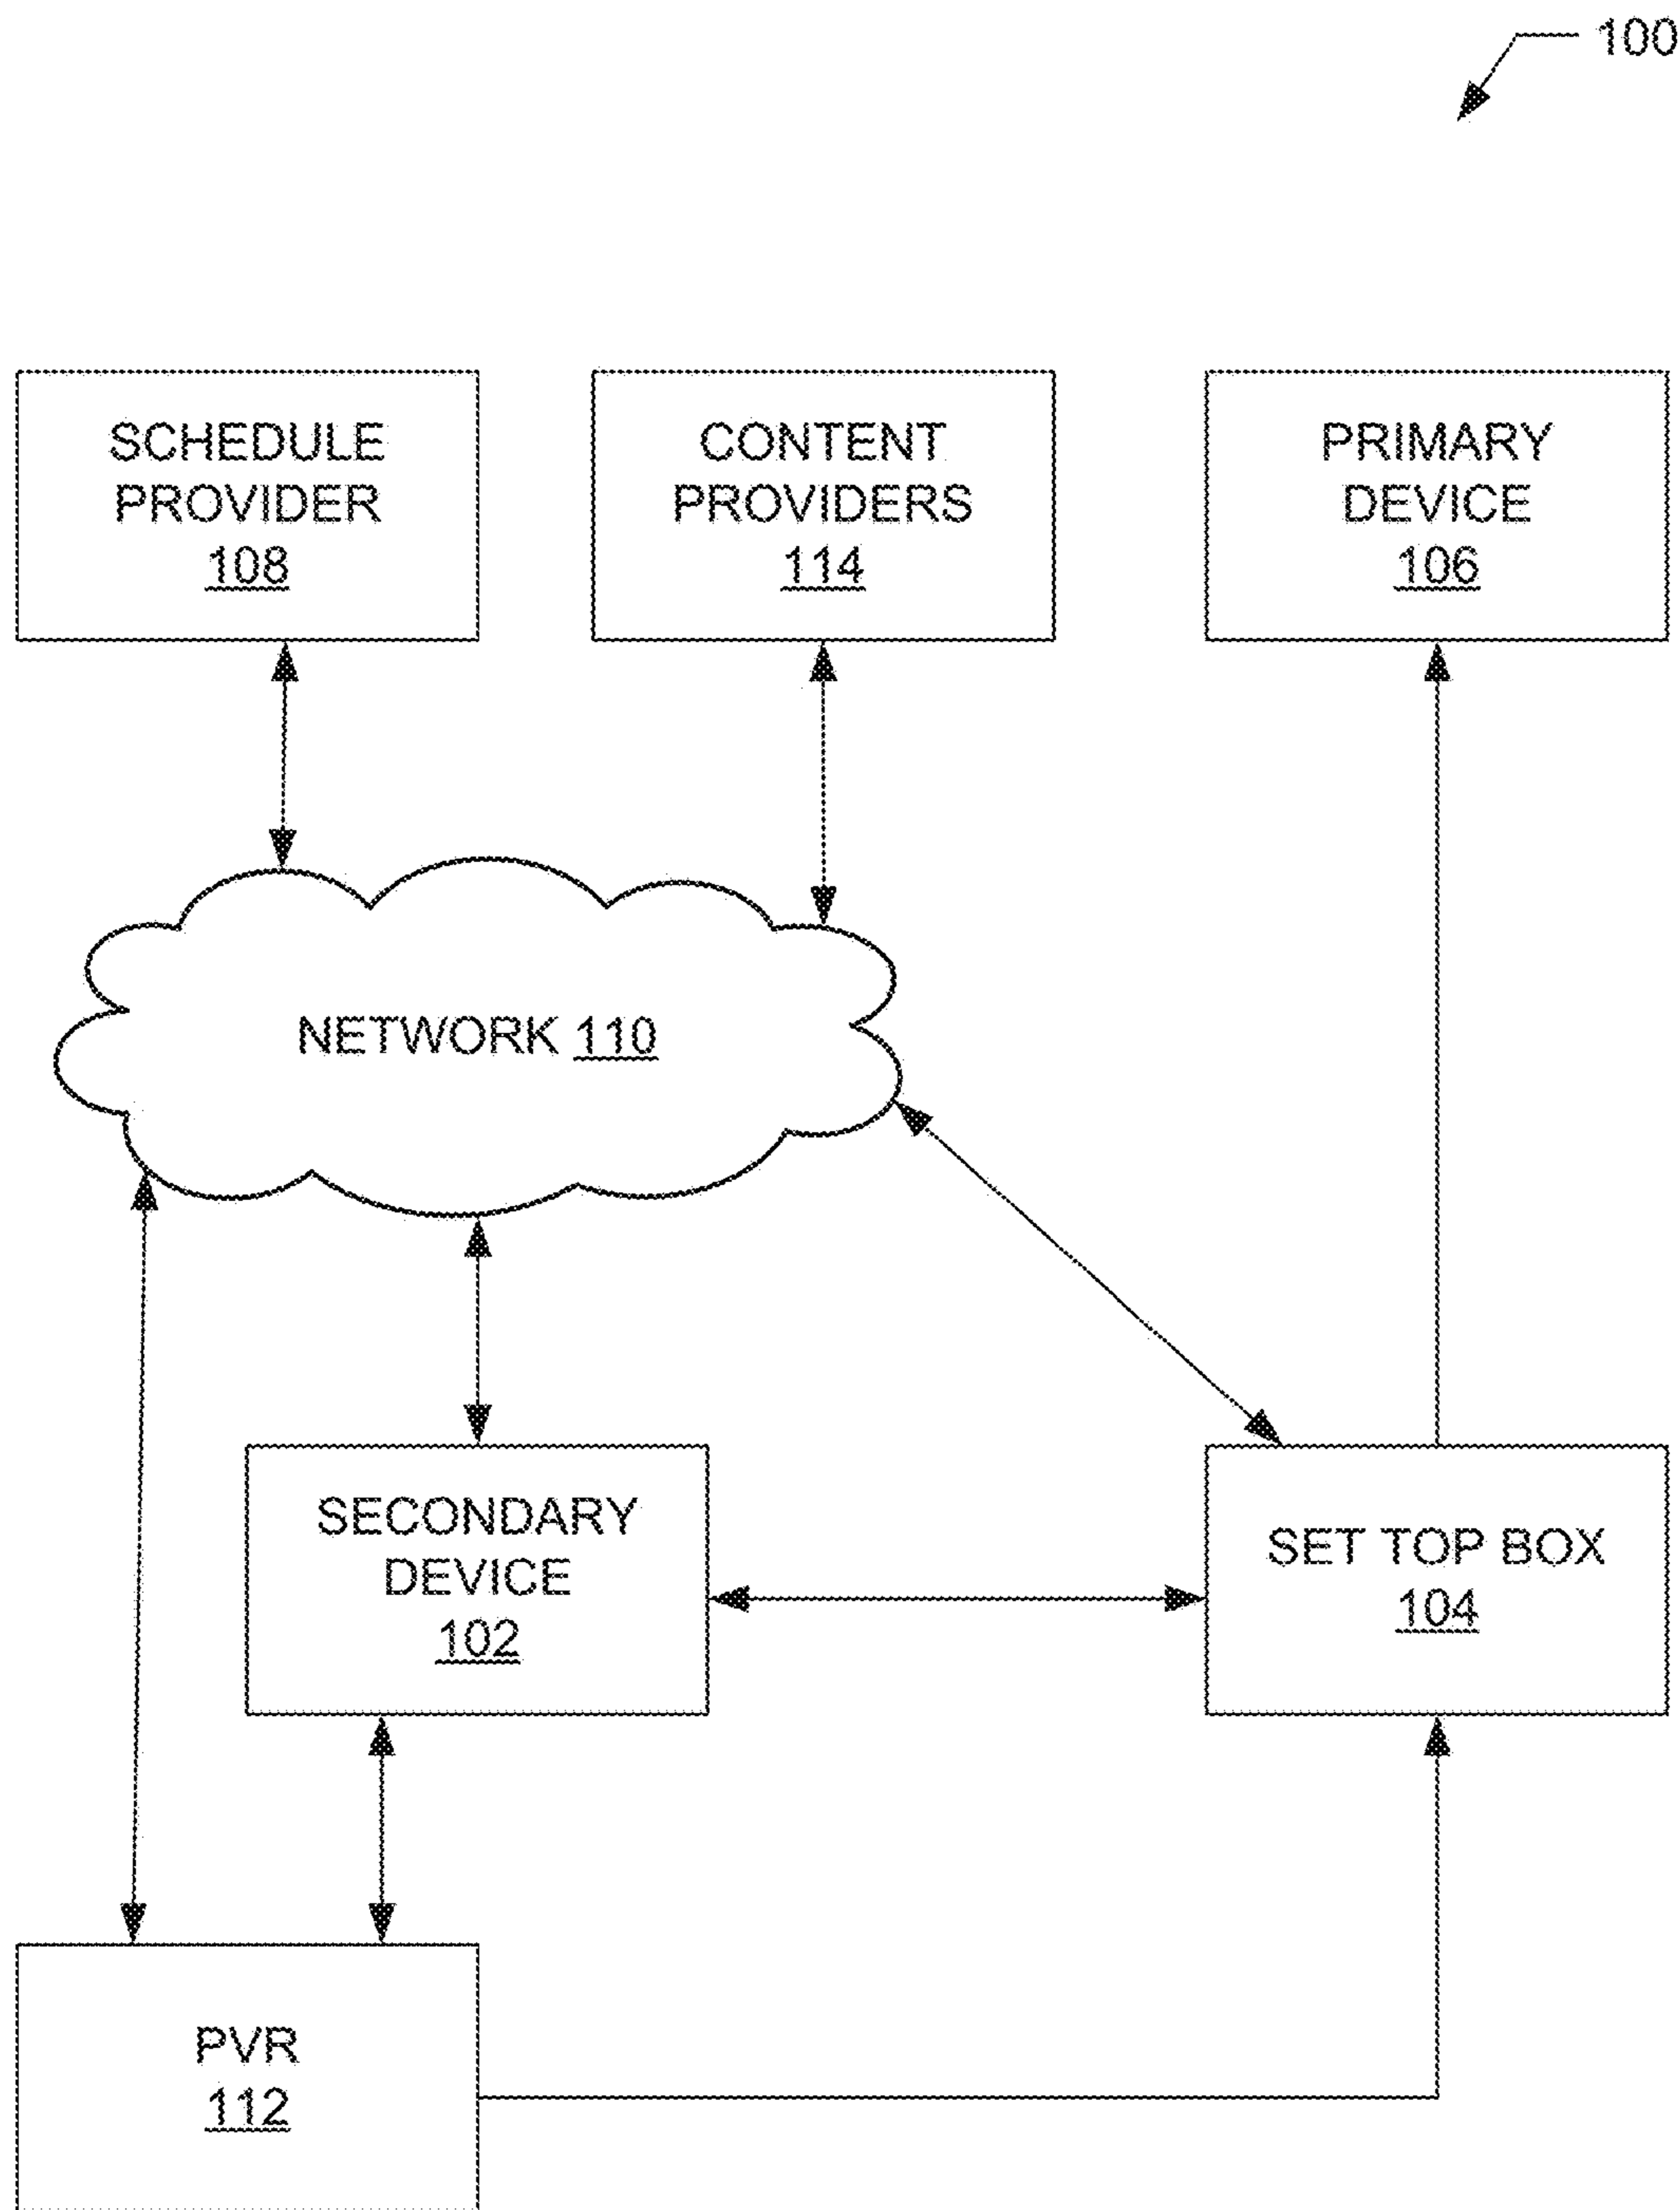 100
SCHEDULE
PROVIDER
108
CONTENT
PROVIDERS
114
PRIMARY
DEVICE
106
NETWORK 110
SECONDARY
DEVICE
102
SET TOP BOX
104
PVR
112